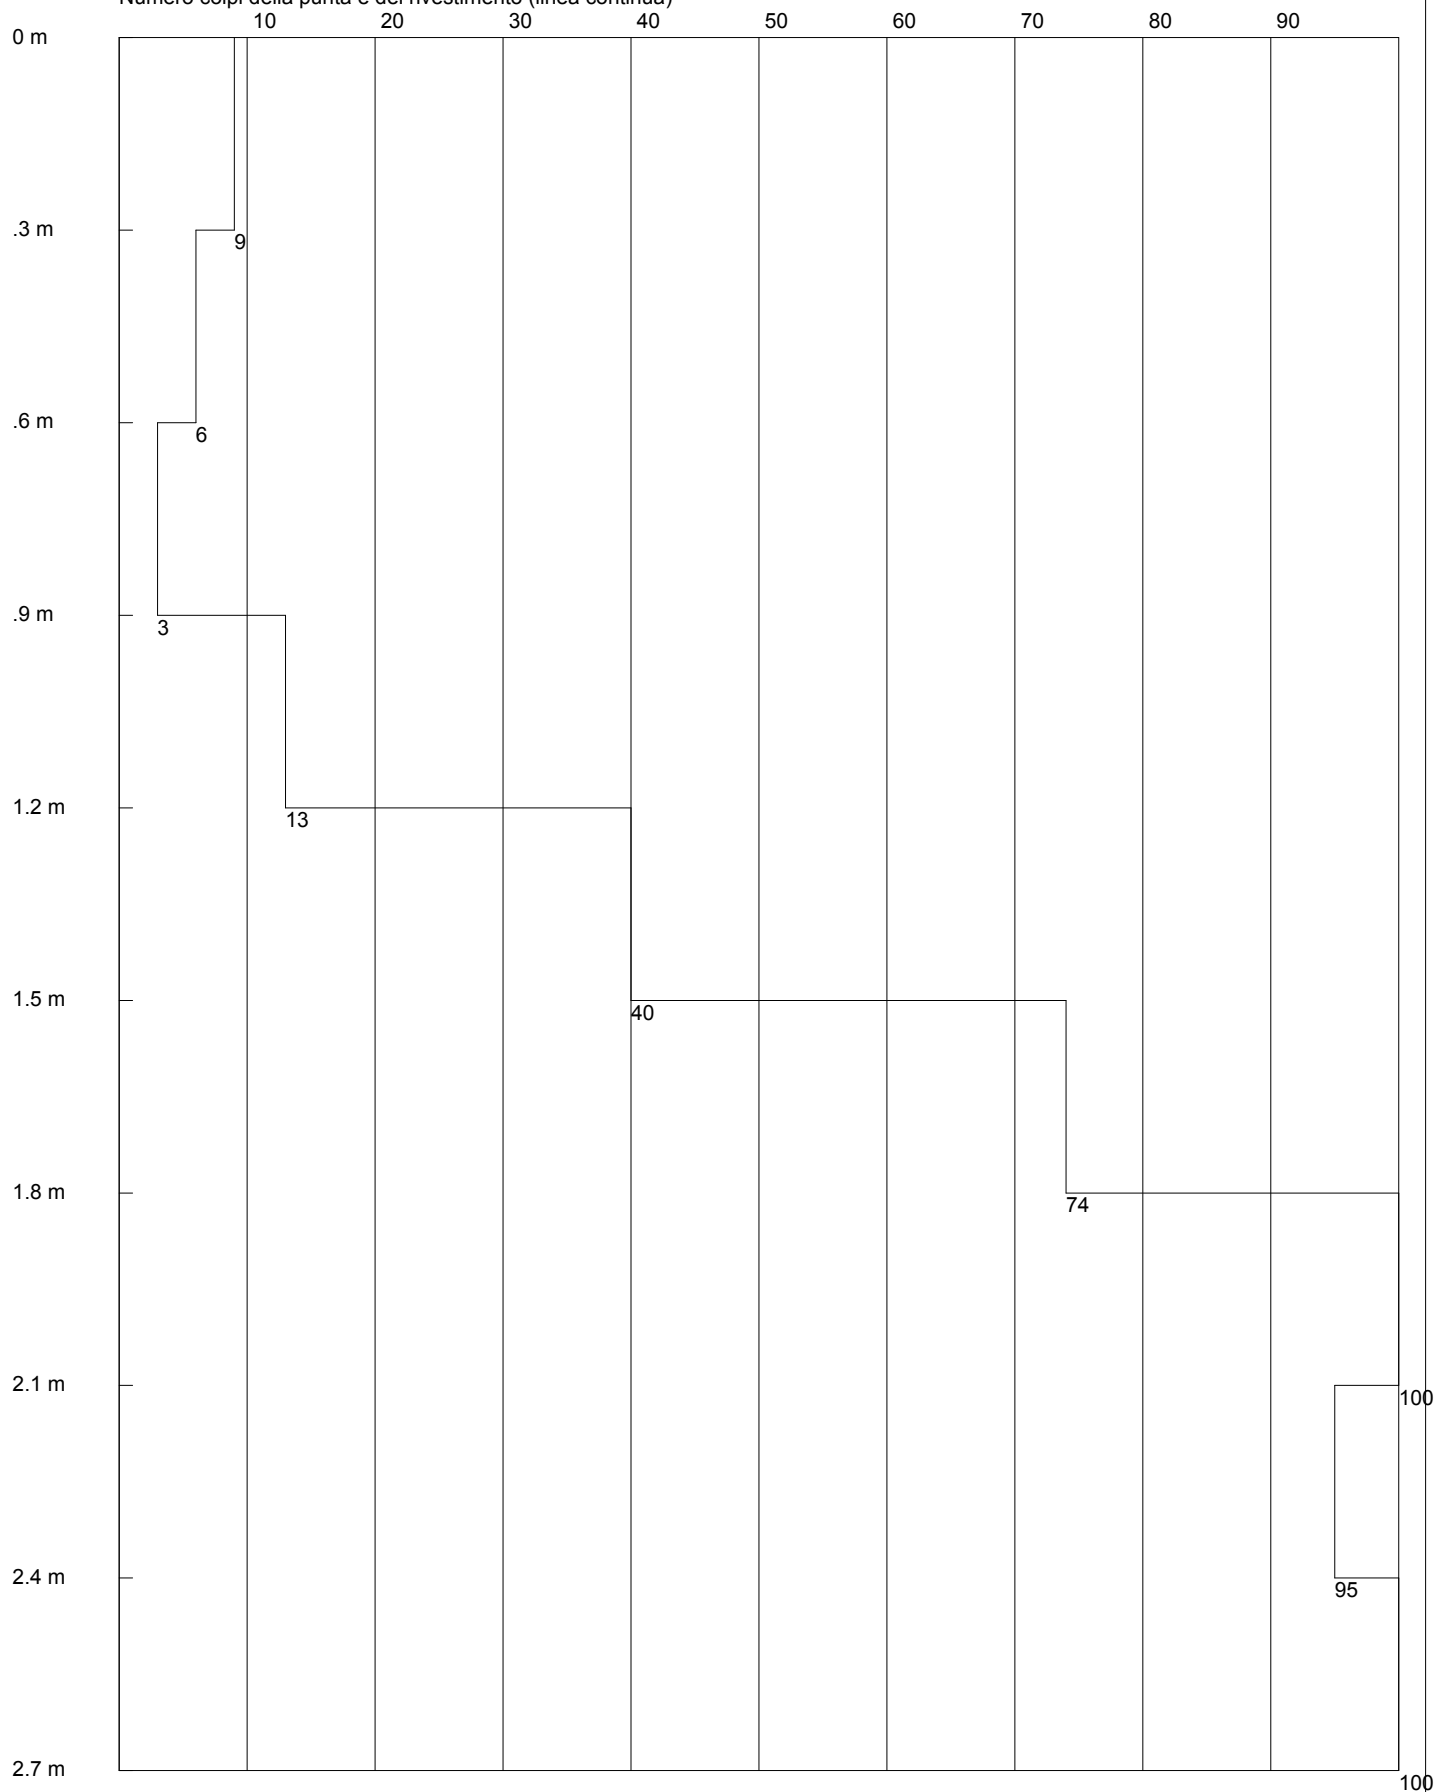 Numero colpi della punta e del rivestimento (linea continua)
10 20 30 40 50 60 70 80 90
0 m
.3 m
9
.6 m
6
.9 m
3
1.2 m
13
1.5 m
40
1.8 m
74
2.1 m
100
2.4 m
95
2.7 m
100